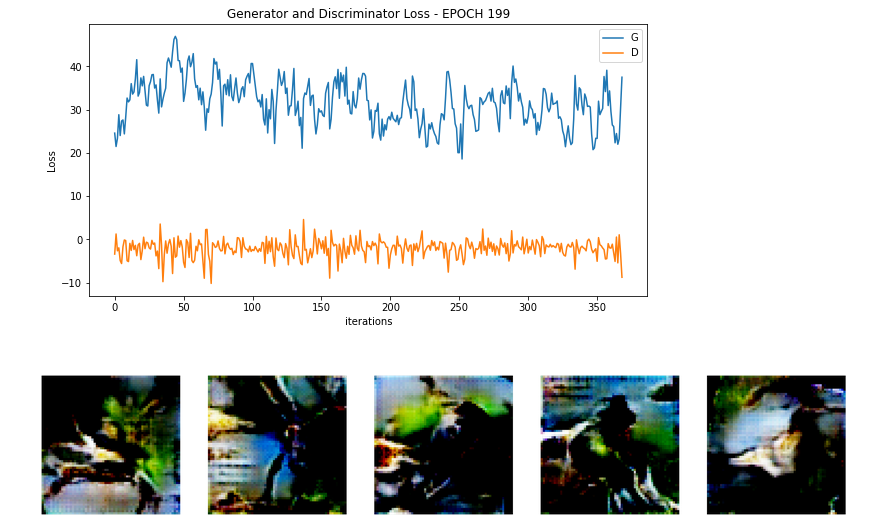 Generator and Discriminator Loss - EPOCH 199
G
D
Loss
40
30
20
10
0
−10
0 50 100 150 200 250 300 350
iterations